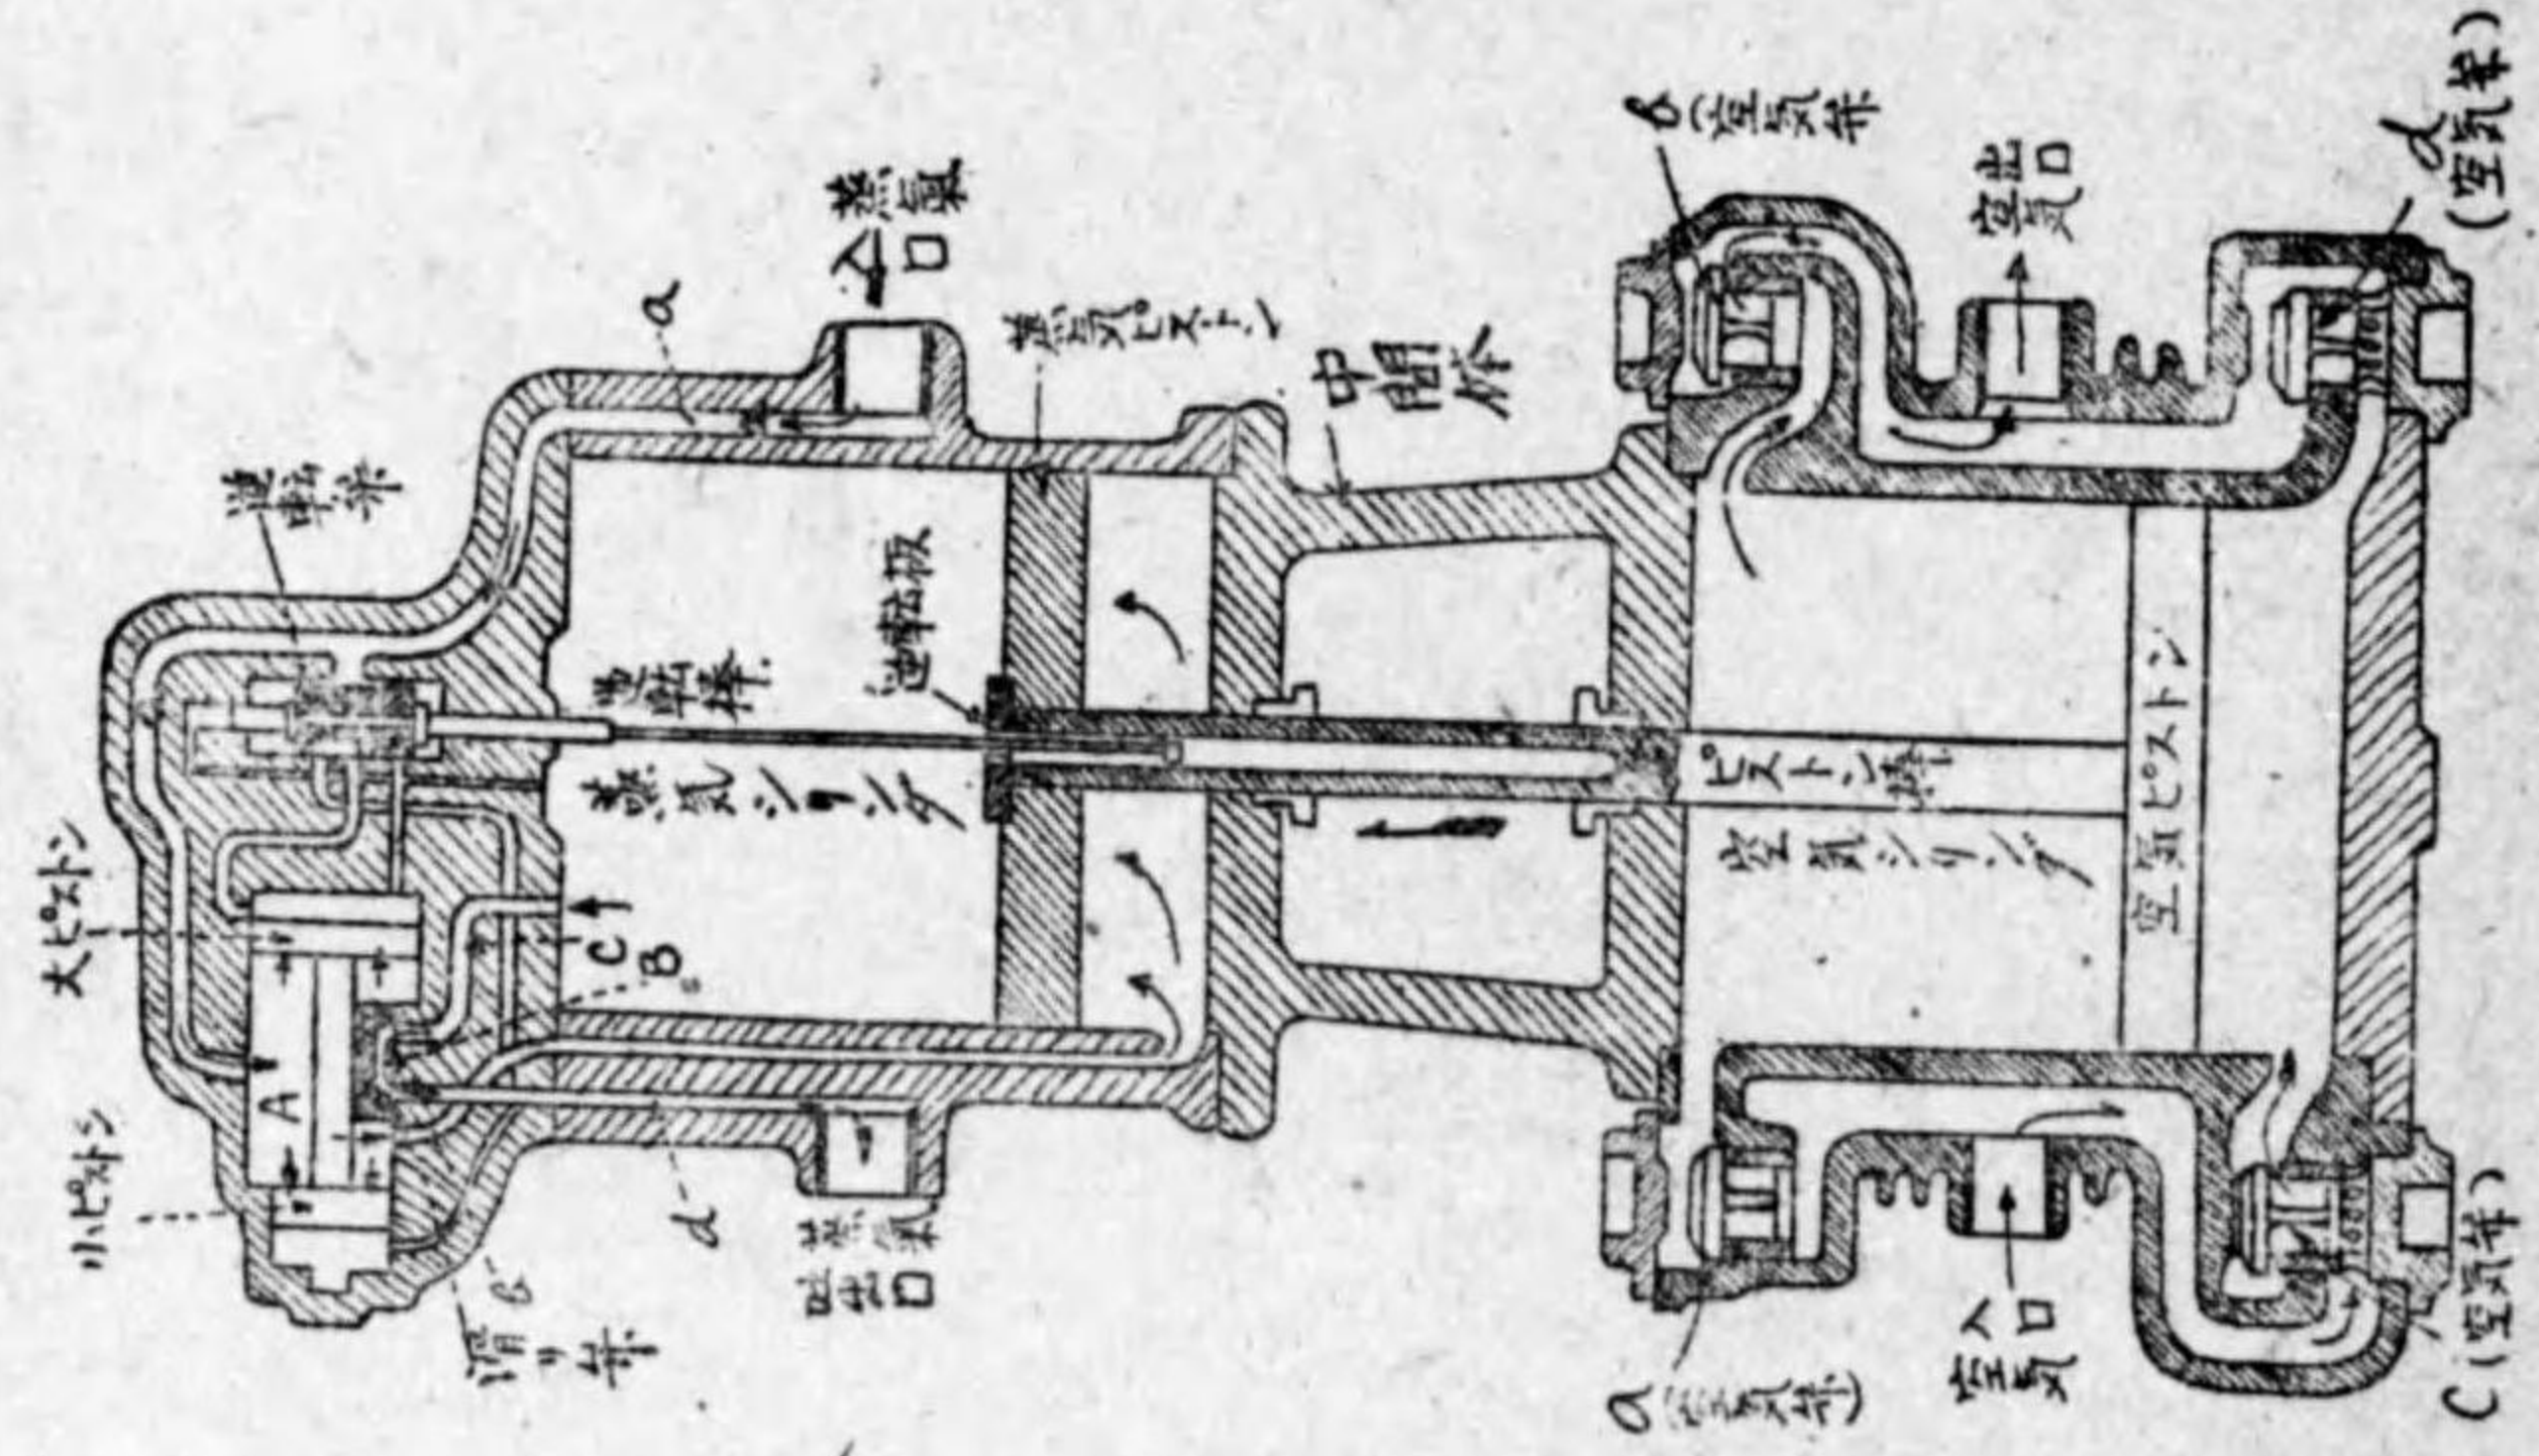 大ピストン
小ピストン
逆転弁
滑リ弁
a
b
d
A
B
C
蒸氣
入口
蒸氣
吐出口
逆転棒
逆転板
蒸気シリンダ
蒸気ピストン
中間体
b(空気弁
空気
出口
d
(空気弁)
ピストン棒
空気シリンダ
空気ピストン
a(空気弁)
空気
入口
C(空気弁)